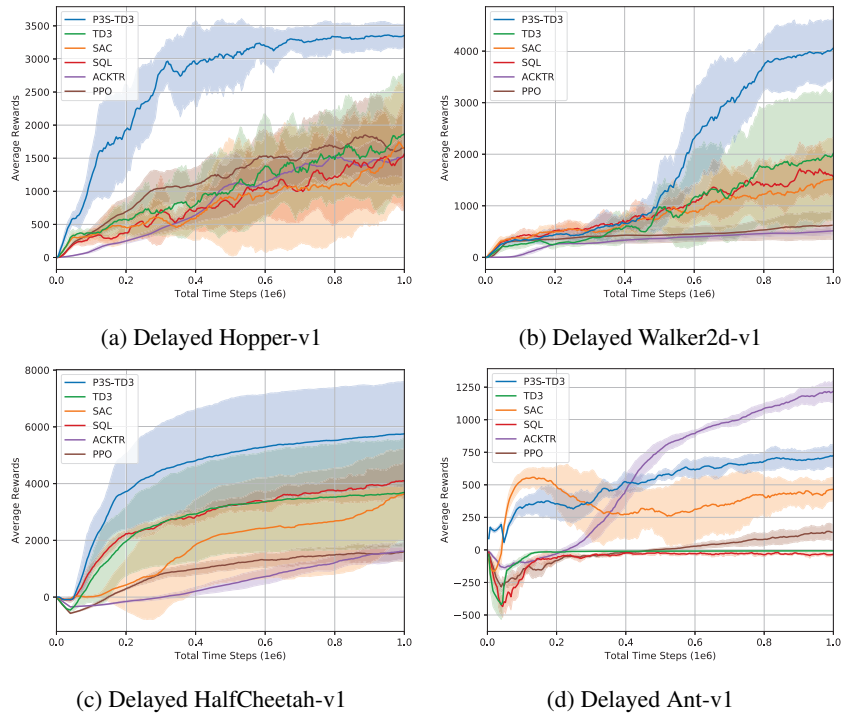 3500
3000
2500
2000
1500
1000
500
0
Average Rewards
P3S-TD3
TD3
SAC
SQL
ACKTR
PPO
0.0 0.2 0.4 0.6 0.8 1.0
Total Time Steps (1e6)
(a) Delayed Hopper-v1
4000
3000
2000
1000
0
Average Rewards
P3S-TD3
TD3
SAC
SQL
ACKTR
PPO
0.0 0.2 0.4 0.6 0.8 1.0
Total Time Steps (1e6)
(b) Delayed Walker2d-v1
8000
6000
4000
2000
0
Average Rewards
P3S-TD3
TD3
SAC
SQL
ACKTR
PPO
0.0 0.2 0.4 0.6 0.8 1.0
Total Time Steps (1e6)
(c) Delayed HalfCheetah-v1
1250
1000
750
500
250
0
−250
−500
Average Rewards
P3S-TD3
TD3
SAC
SQL
ACKTR
PPO
0.0 0.2 0.4 0.6 0.8 1.0
Total Time Steps (1e6)
(d) Delayed Ant-v1